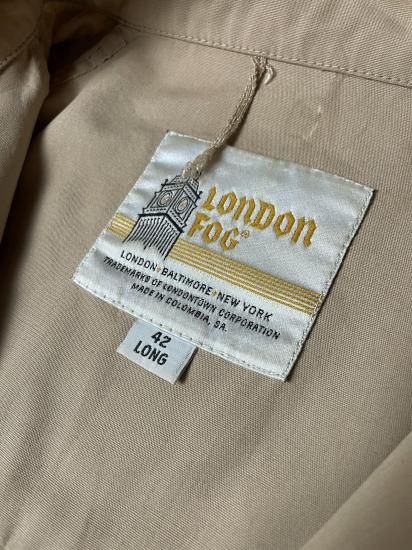 LONDON
FOG®
LONDON • BALTIMORE • NEW YORK
TRADEMARKS OF LONDONTOWN CORPORATION
MADE IN COLOMBIA, SA.
42
LONG